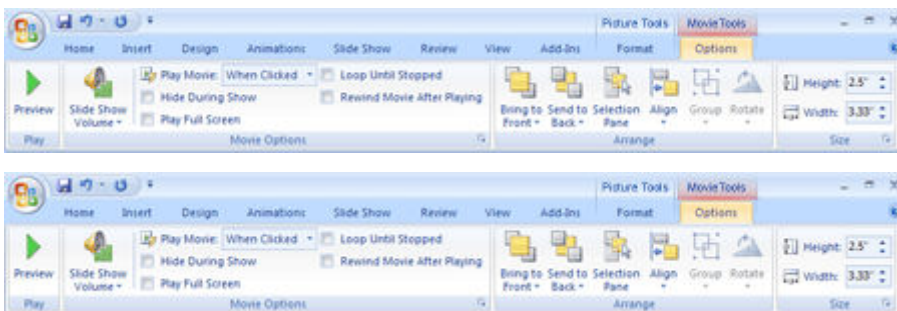 Picture Tools Movie Tools
Home Insert Design Animations Slide Show Review View Add-Ins Format Options
Play Movie: When Clicked Loop Until Stopped Height: 2.5"
Hide During Show Rewind Movie After Playing
Preview Slide Show Volume Play Full Screen Bring to Front Send to Back Selection Pane Align Group Rotate Width: 3.33"
Play Movie Options Arrange Size
Picture Tools Movie Tools
Home Insert Design Animations Slide Show Review View Add-Ins Format Options
Play Movie: When Clicked Loop Until Stopped Height: 2.5"
Hide During Show Rewind Movie After Playing
Preview Slide Show Volume Play Full Screen Bring to Front Send to Back Selection Pane Align Group Rotate Width: 3.33"
Play Movie Options Arrange Size